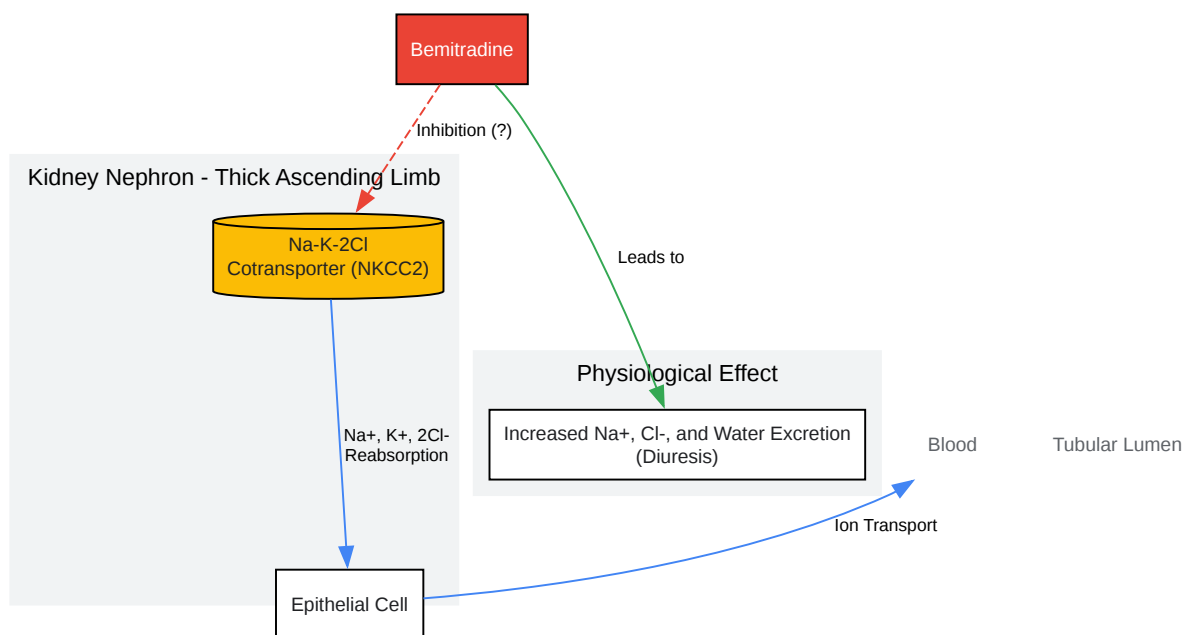 Bemitradine
Inhibition (?)
Kidney Nephron - Thick Ascending Limb
Na-K-2Cl
Cotransporter (NKCC2)
Leads to
Physiological Effect
Na+, K+, 2Cl-
Reabsorption
Increased Na+, Cl-, and Water Excretion
(Diuresis)
Blood
Tubular Lumen
Ion Transport
Epithelial Cell